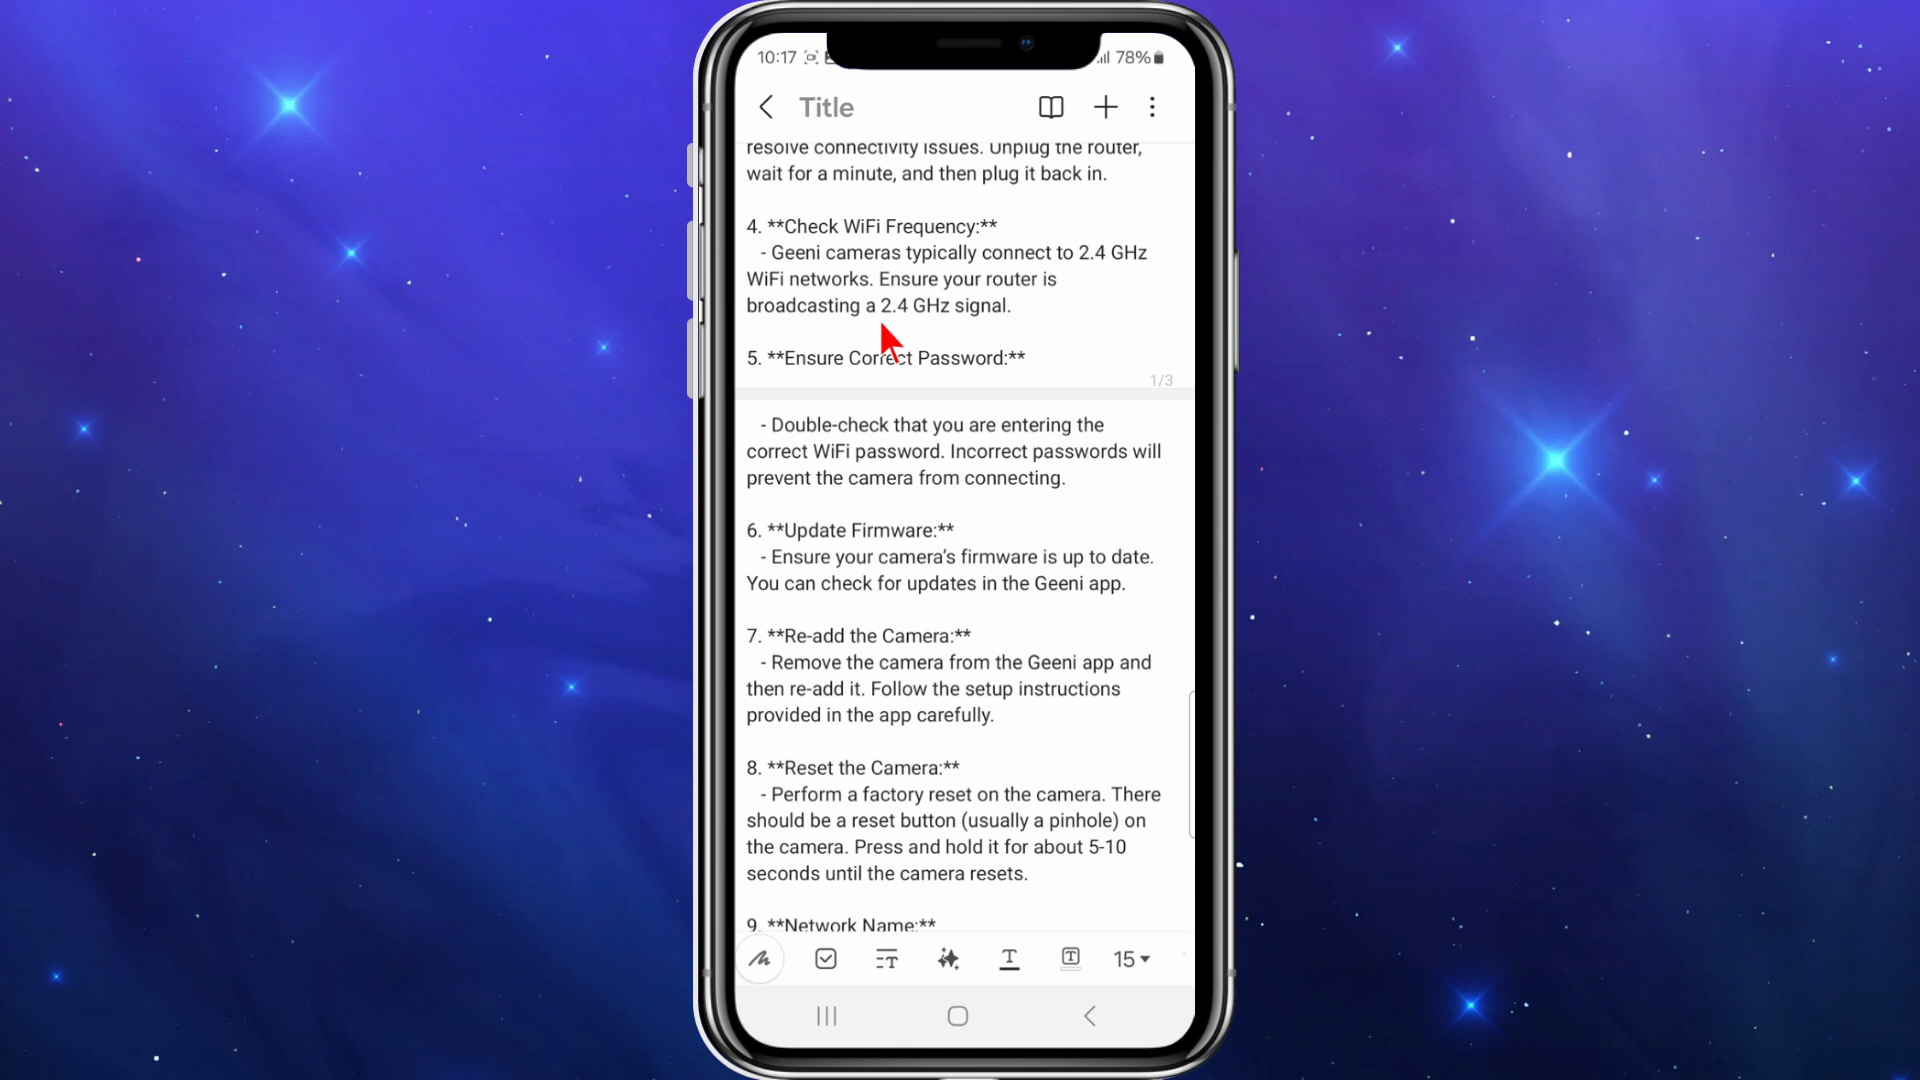 10:17
78%
Title
resolve connectivity issues. Unplug the router,
wait for a minute, and then plug it back in.
4. **Check WiFi Frequency:**
- Geeni cameras typically connect to 2.4 GHz
WiFi networks. Ensure your router is
broadcasting a 2.4 GHz signal.
5. **Ensure Correct Password:**
1/3
- Double-check that you are entering the
correct WiFi password. Incorrect passwords will
prevent the camera from connecting.
6. **Update Firmware:**
- Ensure your camera’s firmware is up to date.
You can check for updates in the Geeni app.
7. **Re-add the Camera:**
- Remove the camera from the Geeni app and
then re-add it. Follow the setup instructions
provided in the app carefully.
8. **Reset the Camera:**
- Perform a factory reset on the camera. There
should be a reset button (usually a pinhole) on
the camera. Press and hold it for about 5-10
seconds until the camera resets.
9. **Network Name:**
15